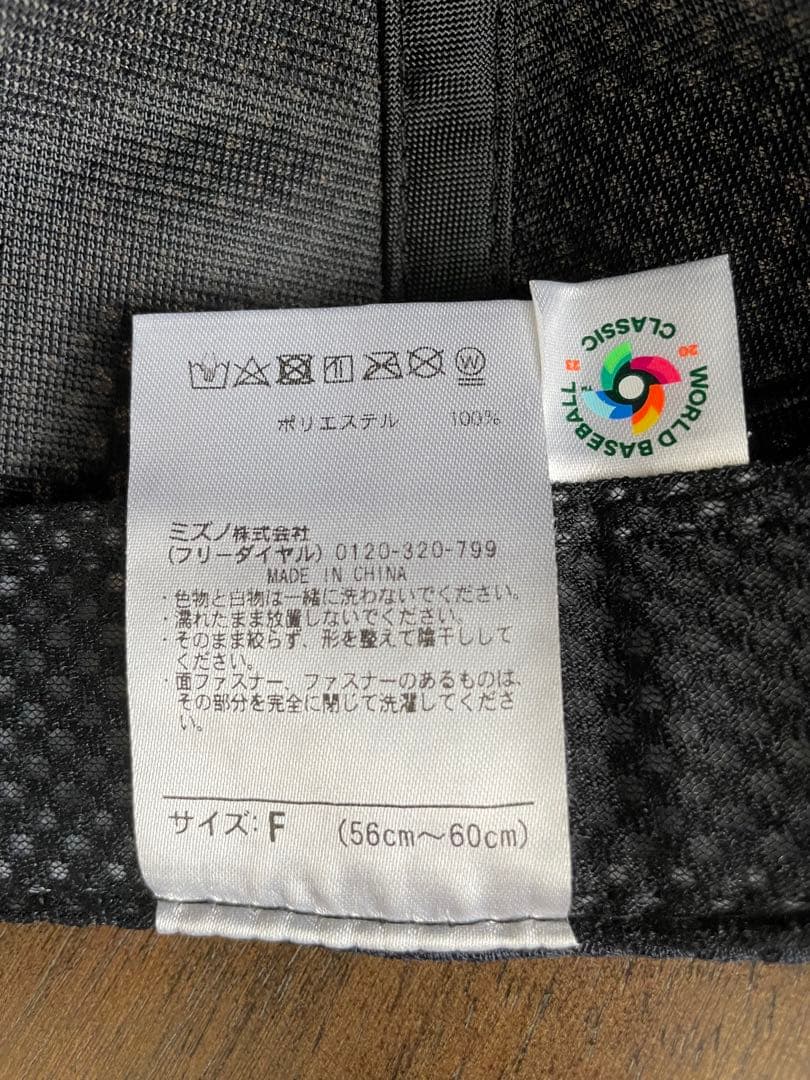 W
ポリエステル 100%
ミズノ株式会社
(フリーダイヤル) 0120-320-799
MADE IN CHINA
・色物と白物は一緒に洗わないでください。
・濡れたまま放置しないでください。
・そのまま絞らず、形を整えて陰干しして
ください。
・面ファスナー、ファスナーのあるものは、
その部分を完全に閉じて洗濯してくださ
い。
サイズ: F (56cm～60cm)
WORLD BASEBALL
CLASSIC
20 23